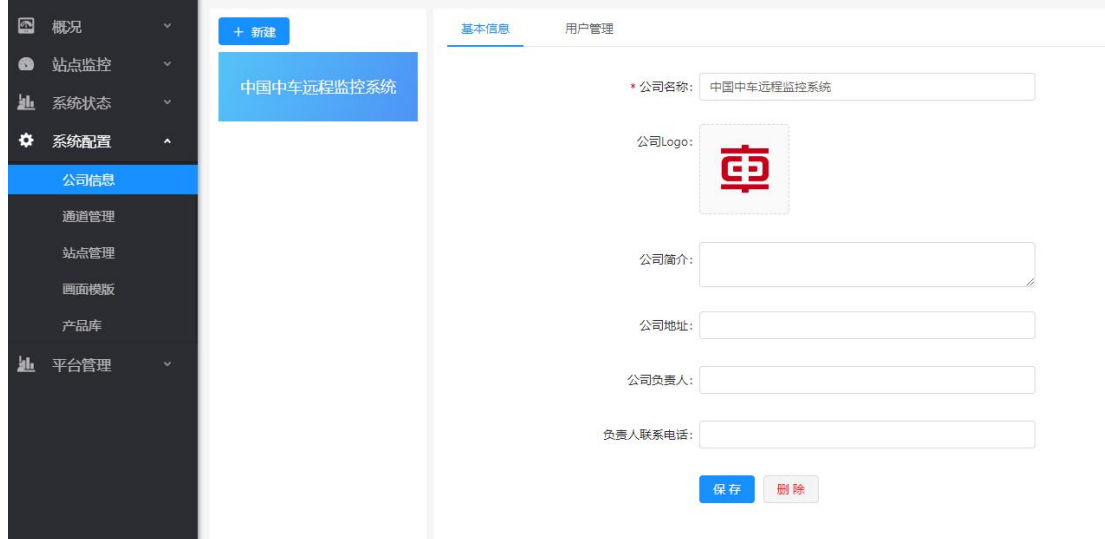 概况
站点监控
系统状态
系统配置
公司信息
通道管理
站点管理
画面模版
产品库
平台管理
+ 新建
中国中车远程监控系统
基本信息 用户管理
* 公司名称: 中国中车远程监控系统
公司Logo:
公司简介:
公司地址:
公司负责人:
负责人联系电话:
保存 删除